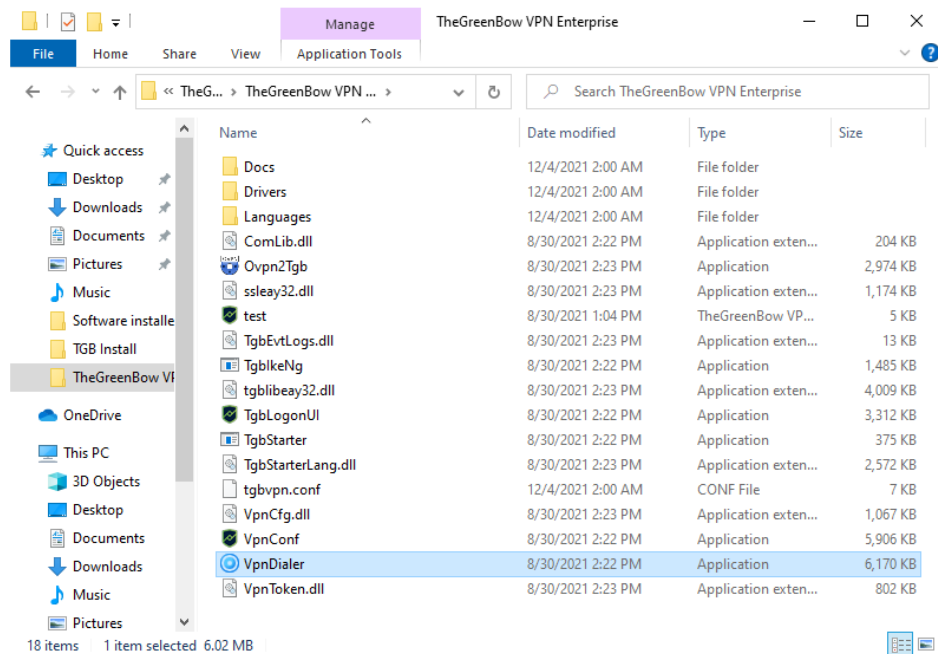 Manage
TheGreenBow VPN Enterprise
File Home Share View Application Tools
« TheG... › TheGreenBow VPN ... ›
Search TheGreenBow VPN Enterprise
Name Date modified Type Size
Quick access
Desktop
Downloads
Documents
Pictures
Music
Software installe
TGB Install
TheGreenBow VP
OneDrive
This PC
3D Objects
Desktop
Documents
Downloads
Music
Pictures
Docs 12/4/2021 2:00 AM File folder
Drivers 12/4/2021 2:00 AM File folder
Languages 12/4/2021 2:00 AM File folder
ComLib.dll 8/30/2021 2:22 PM Application exten... 204 KB
Ovpn2Tgb 8/30/2021 2:23 PM Application 2,974 KB
ssleay32.dll 8/30/2021 2:23 PM Application exten... 1,174 KB
test 8/30/2021 1:04 PM TheGreenBow VP... 5 KB
TgbEvtLogs.dll 8/30/2021 2:23 PM Application exten... 13 KB
TgbIkeNg 8/30/2021 2:22 PM Application 1,485 KB
tgblibeay32.dll 8/30/2021 2:23 PM Application exten... 4,009 KB
TgbLogonUI 8/30/2021 2:22 PM Application 3,312 KB
TgbStarter 8/30/2021 2:22 PM Application 375 KB
TgbStarterLang.dll 8/30/2021 2:23 PM Application exten... 2,572 KB
tgbvpn.conf 12/4/2021 2:00 AM CONF File 7 KB
VpnCfg.dll 8/30/2021 2:23 PM Application exten... 1,067 KB
VpnConf 8/30/2021 2:22 PM Application 5,906 KB
VpnDialer 8/30/2021 2:22 PM Application 6,170 KB
VpnToken.dll 8/30/2021 2:23 PM Application exten... 802 KB
18 items 1 item selected 6.02 MB